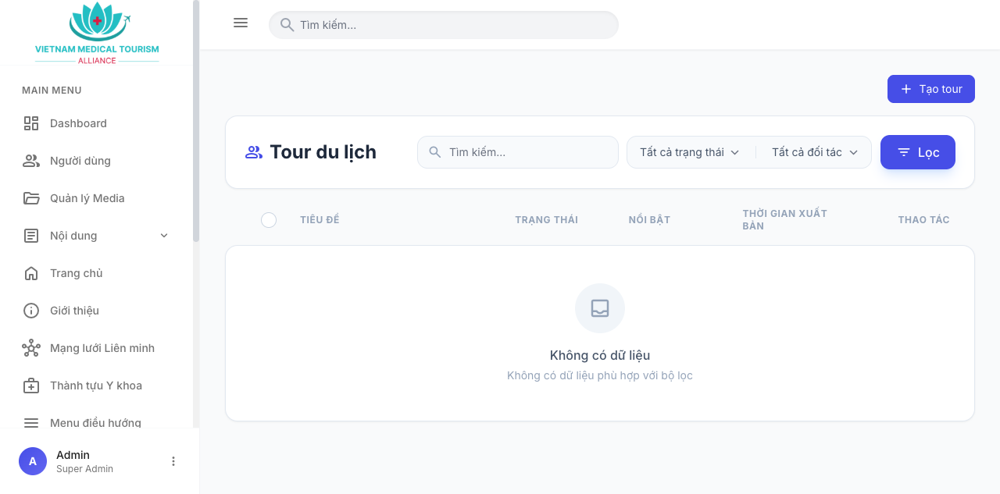 VIETNAM MEDICAL TOURISM
ALLIANCE
MAIN MENU
Dashboard
Người dùng
Quản lý Media
Nội dung
Trang chủ
Giới thiệu
Mạng lưới Liên minh
Thành tựu Y khoa
Menu điều hướng
A
Admin
Super Admin
Tìm kiếm...
Tạo tour
Tour du lịch
Tìm kiếm...
Tất cả trạng thái
Tất cả đối tác
Lọc
TIÊU ĐỀ
TRẠNG THÁI
NỔI BẬT
THỜI GIAN XUẤT
BẢN
THAO TÁC
Không có dữ liệu
Không có dữ liệu phù hợp với bộ lọc